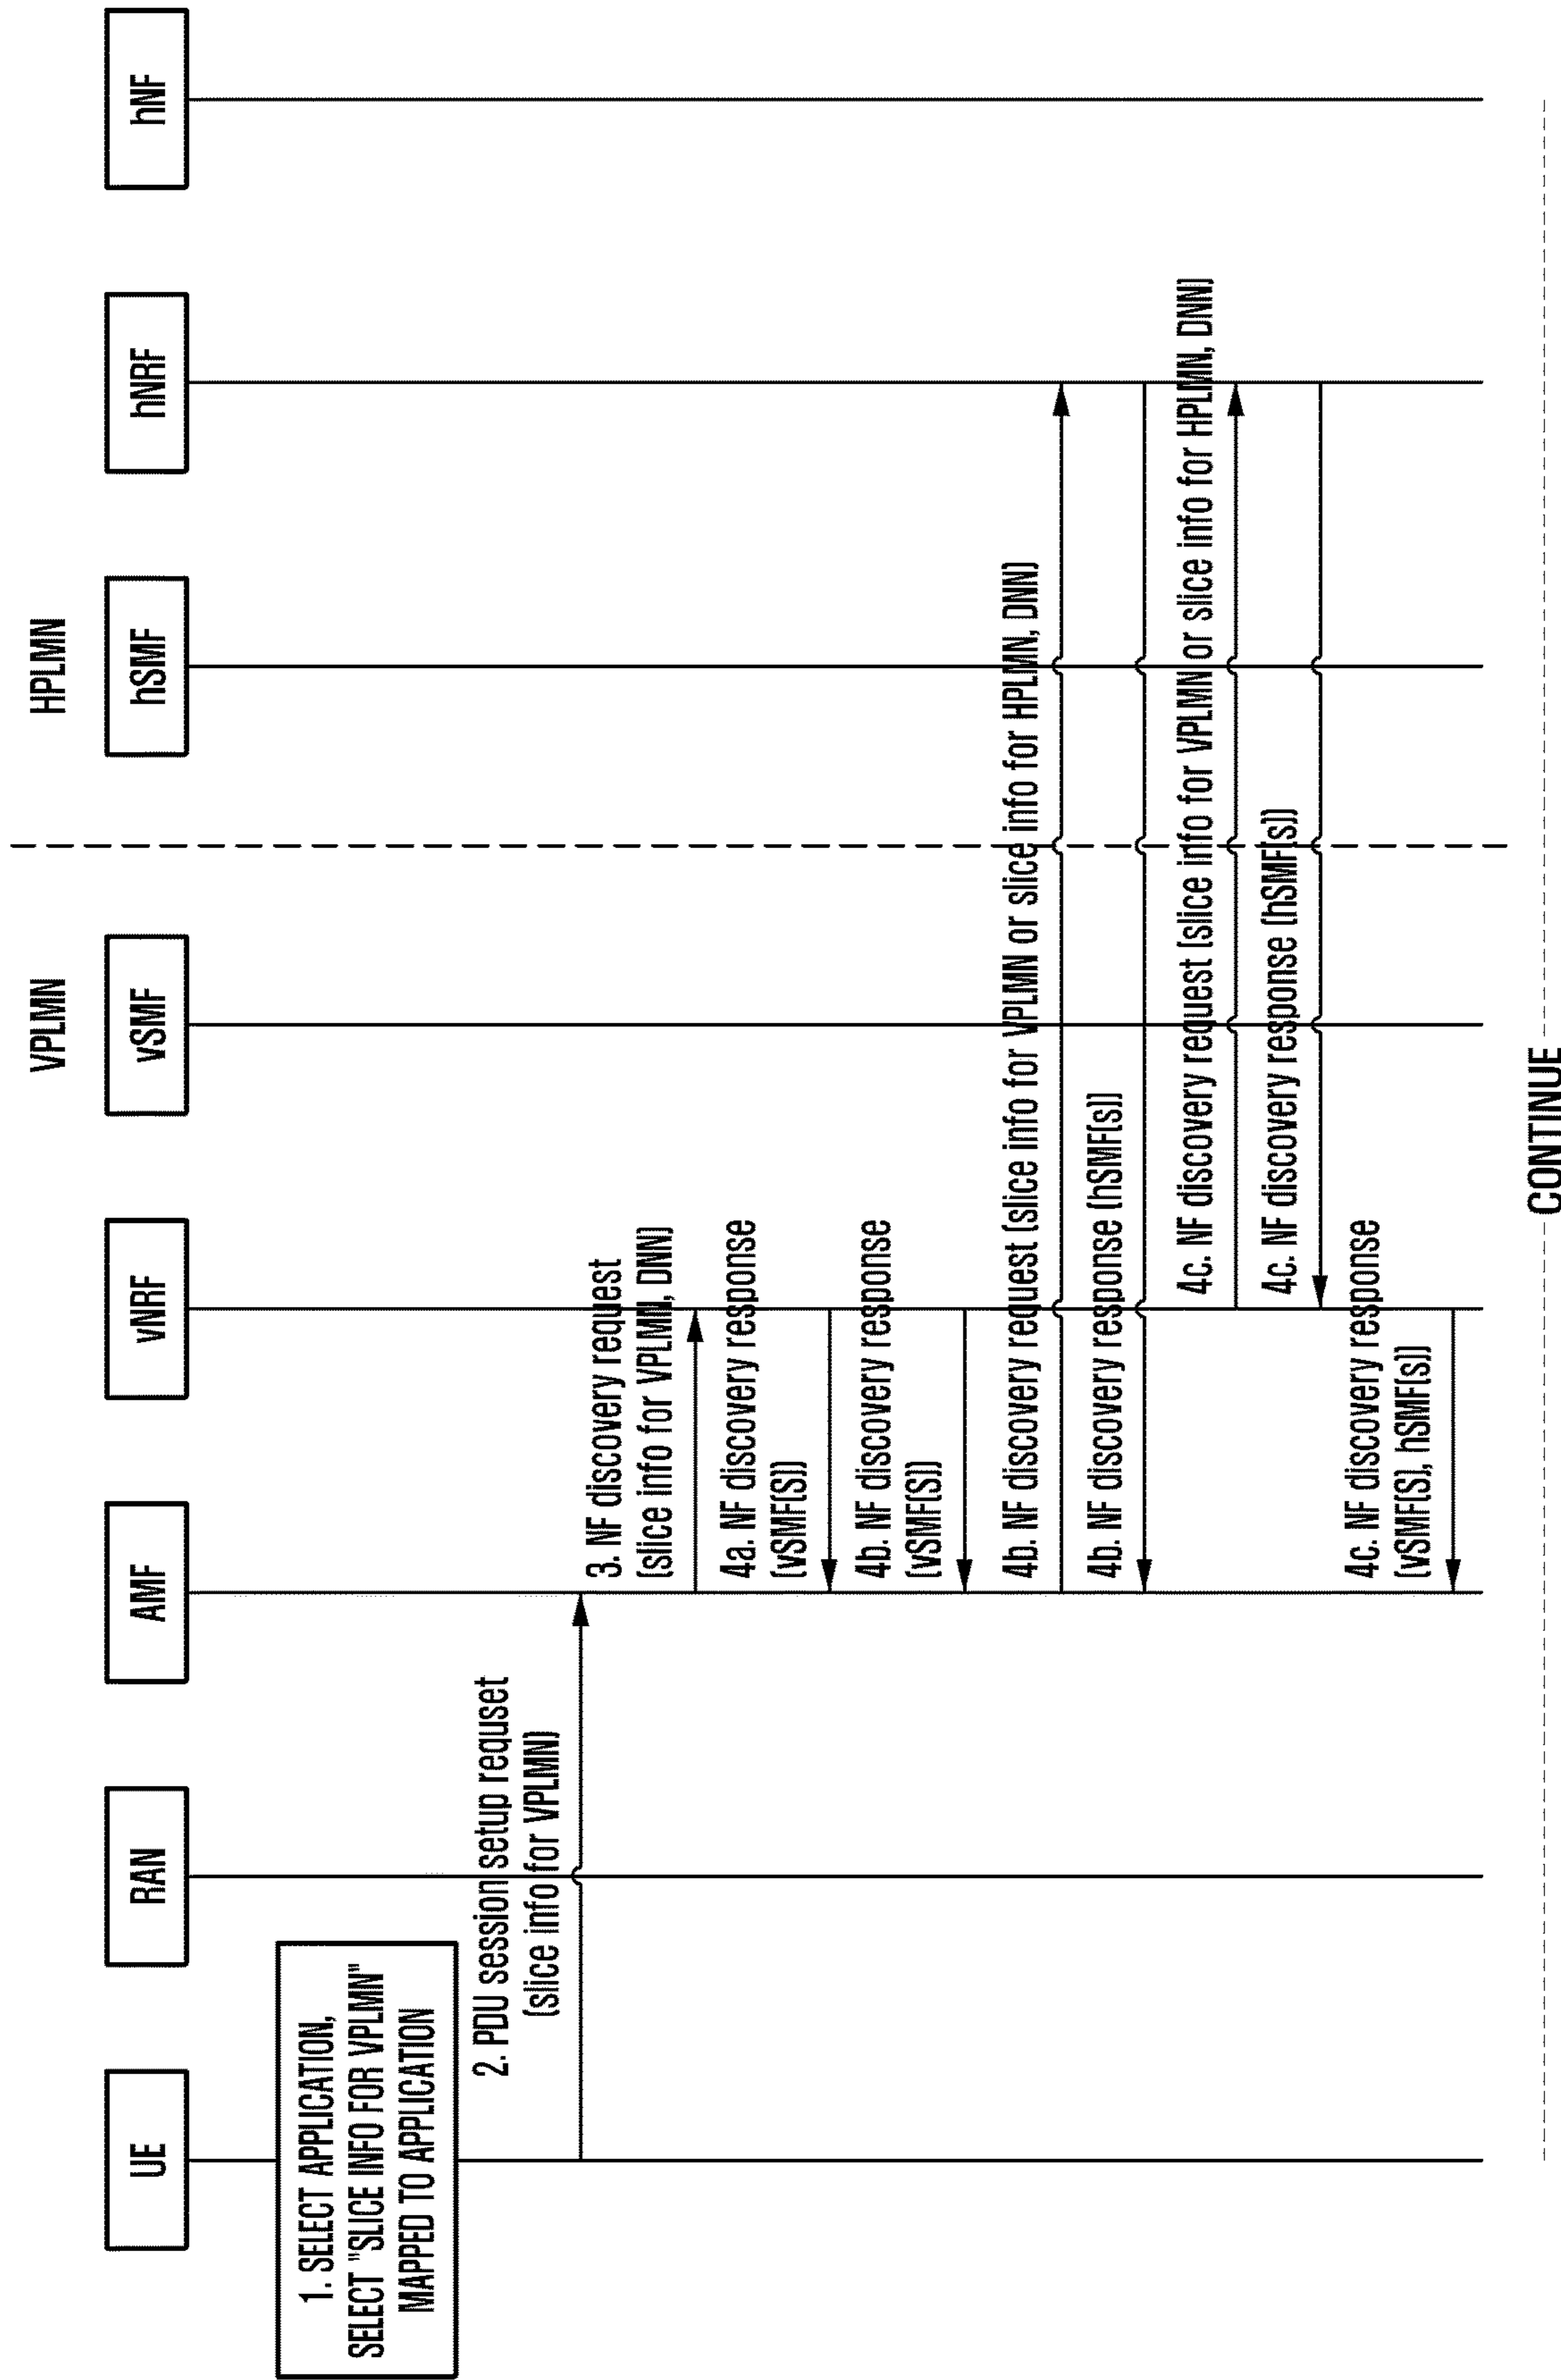 VPLMN
HPLMN
UE
RAN
AMF
vNRF
vSMF
hSMF
hNRF
hNF
1. SELECT APPLICATION,
SELECT "SLICE INFO FOR VPLMN"
MAPPED TO APPLICATION
2. PDU session setup requset
(slice info for VPLMN)
3. NF discovery request
(slice info for VPLMN, DNN)
4a. NF discovery response
(vSMF(S))
4b. NF discovery response
(vSMF(S))
4b. NF discovery request (slice info for VPLMN or slice info for HPLMN, DNN)
4b. NF discovery response (hSMF(s))
4c. NF discovery request (slice info for VPLMN or slice info for HPLMN, DNN)
4c. NF discovery response (hSMF(s))
4c. NF discovery response
(vSMF(S), hSMF(s))
CONTINUE